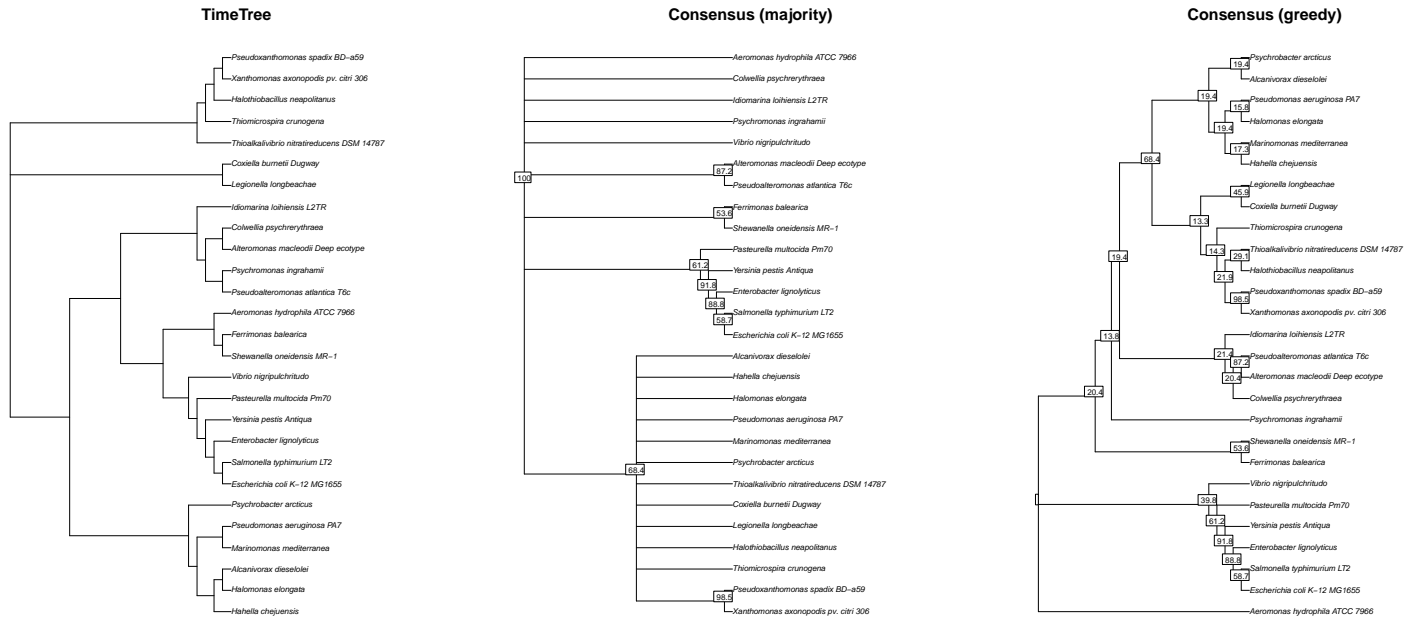 TimeTree
Pseudoxanthomonas spadix BD−a59
Xanthomonas axonopodis pv. citri 306
Halothiobacillus neapolitanus
Thiomicrospira crunogena
Thioalkalivibrio nitratireducens DSM 14787
Coxiella burnetii Dugway
Legionella longbeachae
Idiomarina loihiensis L2TR
Colwellia psychrerythraea
Alteromonas macleodii Deep ecotype
Psychromonas ingrahamii
Pseudoalteromonas atlantica T6c
Aeromonas hydrophila ATCC 7966
Ferrimonas balearica
Shewanella oneidensis MR−1
Vibrio nigripulchritudo
Pasteurella multocida Pm70
Yersinia pestis Antiqua
Enterobacter lignolyticus
Salmonella typhimurium LT2
Escherichia coli K−12 MG1655
Psychrobacter arcticus
Pseudomonas aeruginosa PA7
Marinomonas mediterranea
Alcanivorax dieselolei
Halomonas elongata
Hahella chejuensis
Consensus (majority)
Aeromonas hydrophila ATCC 7966
Colwellia psychrerythraea
Idiomarina loihiensis L2TR
Psychromonas ingrahamii
Vibrio nigripulchritudo
Alteromonas macleodii Deep ecotype
87.2
100
Pseudoalteromonas atlantica T6c
Ferrimonas balearica
53.6
Shewanella oneidensis MR−1
Pasteurella multocida Pm70
61.2
Yersinia pestis Antiqua
91.8
Enterobacter lignolyticus
88.8
Salmonella typhimurium LT2
58.7
Escherichia coli K−12 MG1655
Alcanivorax dieselolei
Hahella chejuensis
Halomonas elongata
Pseudomonas aeruginosa PA7
Marinomonas mediterranea
Psychrobacter arcticus
68.4
Thioalkalivibrio nitratireducens DSM 14787
Coxiella burnetii Dugway
Legionella longbeachae
Halothiobacillus neapolitanus
Thiomicrospira crunogena
Pseudoxanthomonas spadix BD−a59
98.5
Xanthomonas axonopodis pv. citri 306
Consensus (greedy)
Psychrobacter arcticus
19.4
Alcanivorax dieselolei
19.4
Pseudomonas aeruginosa PA7
15.8
Halomonas elongata
19.4
Marinomonas mediterranea
17.3
Hahella chejuensis
68.4
Legionella longbeachae
45.9
Coxiella burnetii Dugway
13.3
Thiomicrospira crunogena
14.3
Thioalkalivibrio nitratireducens DSM 14787
29.1
19.4
Halothiobacillus neapolitanus
21.9
Pseudoxanthomonas spadix BD−a59
98.5
Xanthomonas axonopodis pv. citri 306
13.8
Idiomarina loihiensis L2TR
21.4
Pseudoalteromonas atlantica T6c
87.2
Alteromonas macleodii Deep ecotype
20.4
20.4
Colwellia psychrerythraea
Psychromonas ingrahamii
Shewanella oneidensis MR−1
53.6
Ferrimonas balearica
Vibrio nigripulchritudo
39.8
Pasteurella multocida Pm70
61.2
Yersinia pestis Antiqua
91.8
Enterobacter lignolyticus
88.8
Salmonella typhimurium LT2
58.7
Escherichia coli K−12 MG1655
Aeromonas hydrophila ATCC 7966